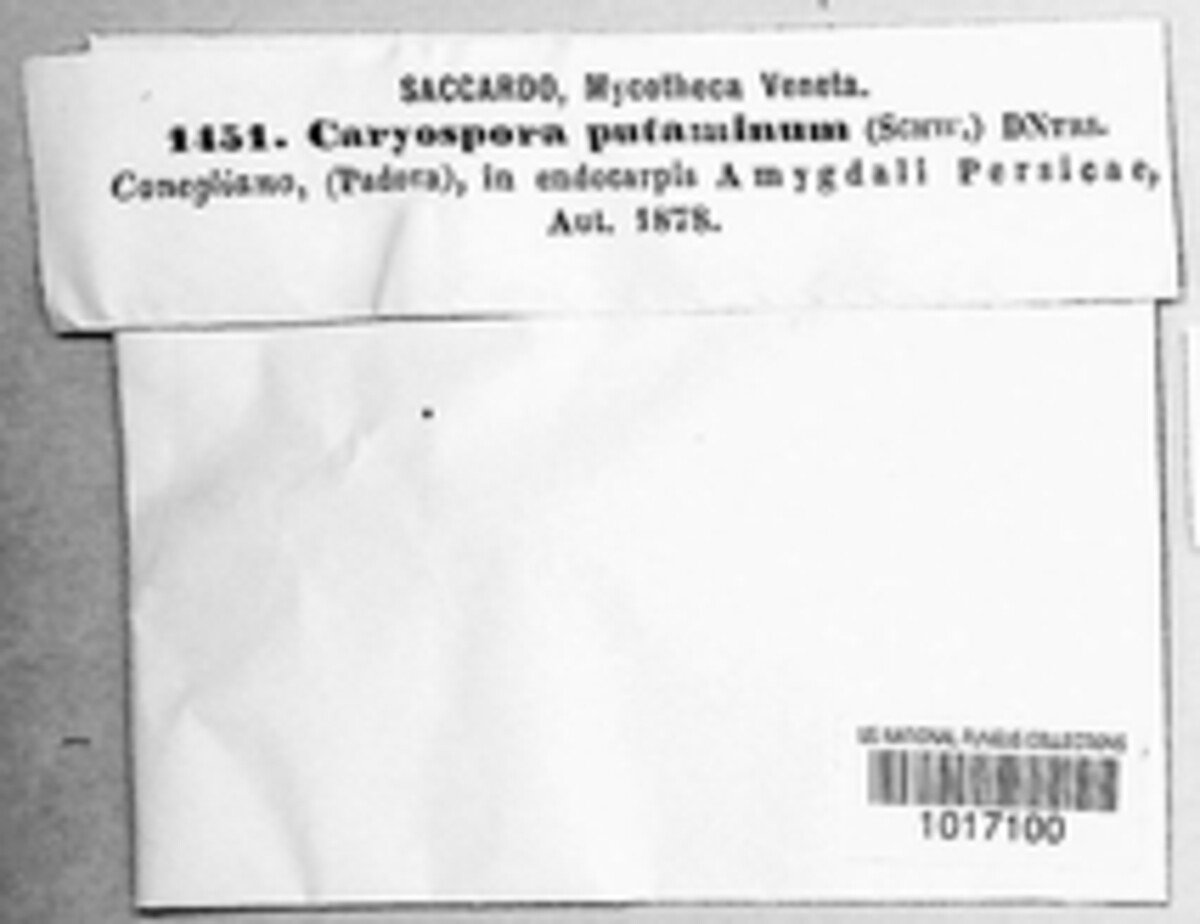 SACCARDO, Mycotheca Veneta.
1451. Caryospora putaminum (Schw.) DNtrs.
Conegliano, (Padova), in endocarpis Amygdali Persicae,
Aut. 1878.
US NATIONAL FUNGUS COLLECTIONS
1017100